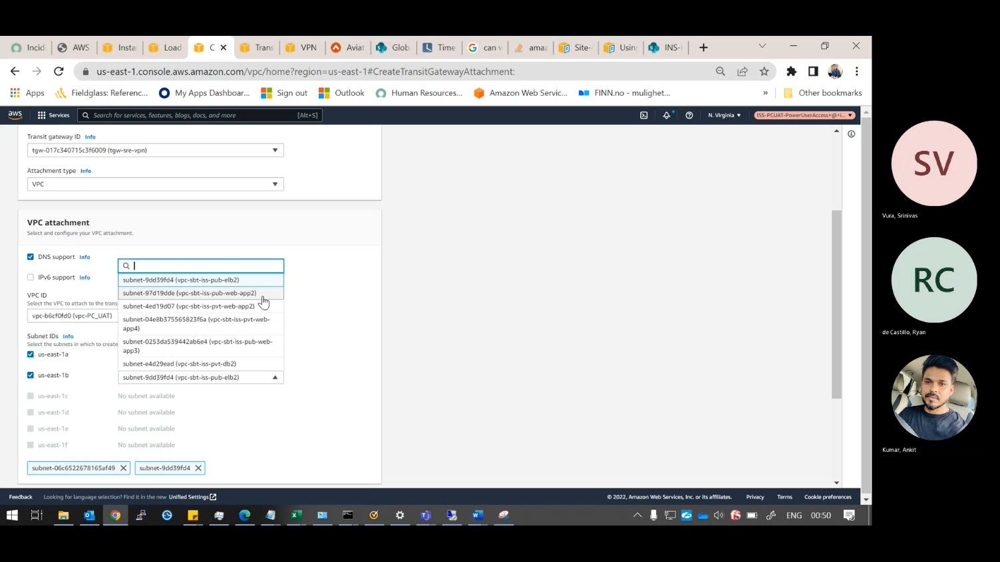 Incid
AWS
Insta
Load
C
Trans
VPN
Aviat
Glob
Time
can v
amaz
Site-
Using
INS-I
us-east-1.console.aws.amazon.com/vpc/home?region=us-east-1#CreateTransitGatewayAttachment:
Apps
Fieldglass: Referenc...
My Apps Dashboar...
Sign out
Outlook
Human Resources...
Amazon Web Servic...
FINN.no - mulighet...
»
Other bookmarks
aws
Services
Search for services, features, blogs, docs, and more
[Alt+S]
N. Virginia
ISS-PCUAT-PowerUserAccess+@+i...
Transit gateway ID Info
tgw-017c340715c3f6009 (tgw-sre-vpn)
Attachment type Info
VPC
VPC attachment
Select and configure your VPC attachment.
DNS support Info
IPv6 support Info
subnet-9dd39fd4 (vpc-sbt-iss-pub-elb2)
subnet-97d19dde (vpc-sbt-iss-pub-web-app2)
VPC ID
Select the VPC to attach to the trans
subnet-4ed19d07 (vpc-sbt-iss-pvt-web-app2)
vpc-b6cf0fd0 (vpc-PC_UAT)
subnet-04e8b375565823f6a (vpc-sbt-iss-pvt-web-
app4)
Subnet IDs Info
Select the subnets in which to create
subnet-0253da539442ab6e4 (vpc-sbt-iss-pub-web-
app3)
us-east-1a
subnet-e4d29ead (vpc-sbt-iss-pvt-db2)
us-east-1b
subnet-9dd39fd4 (vpc-sbt-iss-pub-elb2)
us-east-1c
No subnet available
us-east-1d
No subnet available
us-east-1e
No subnet available
us-east-1f
No subnet available
subnet-06c6522678165af49
subnet-9dd39fd4
Feedback
Looking for language selection? Find it in the new Unified Settings
© 2022, Amazon Web Services, Inc. or its affiliates.
Privacy
Terms
Cookie preferences
ENG
00:50
SV
Vura, Srinivas
RC
de Castillo, Ryan
Kumar, Ankit